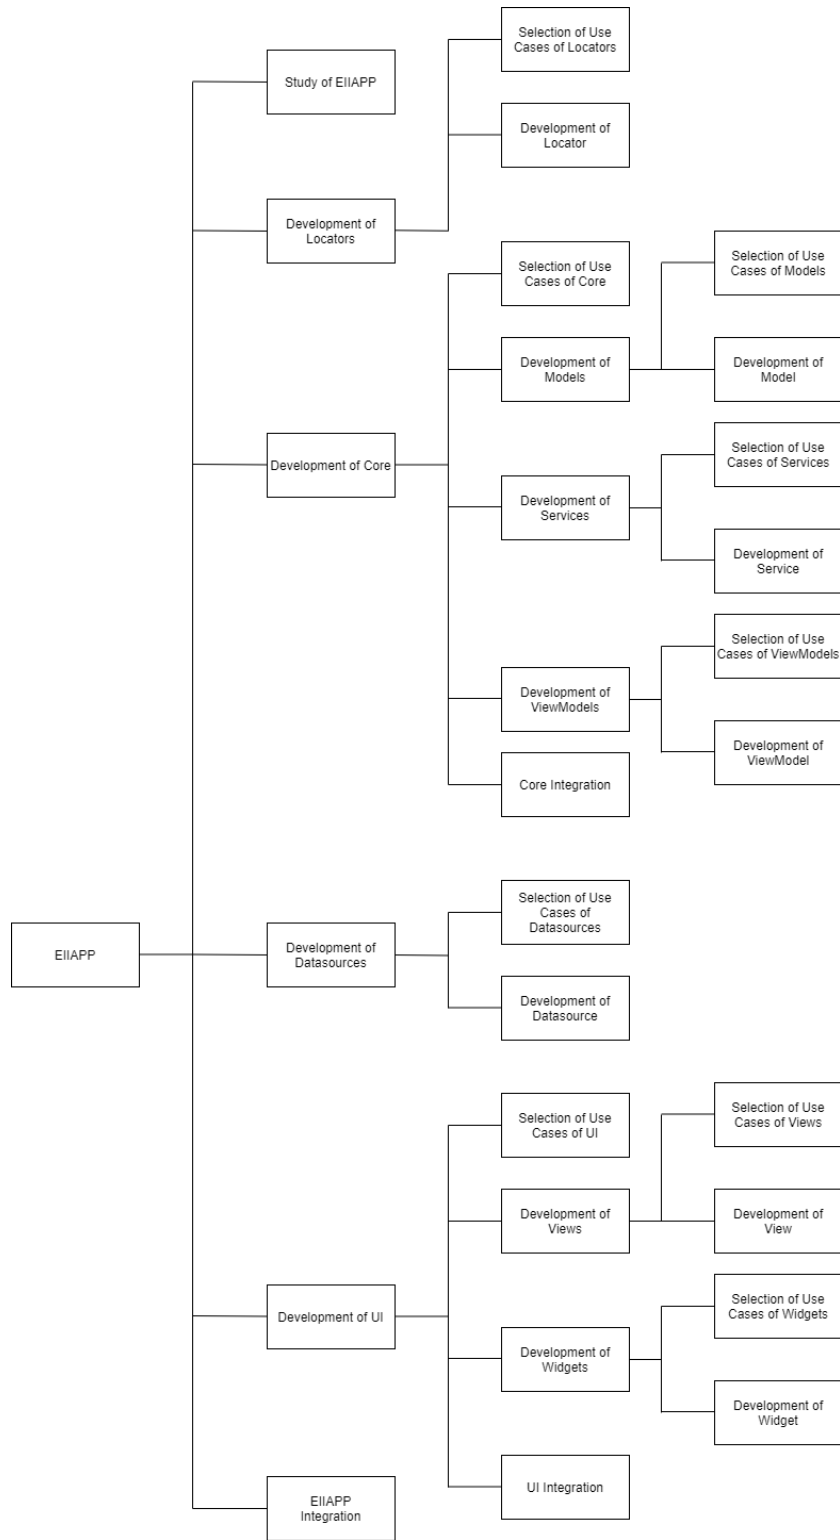 Selection of Use
Cases of Locators
Study of EIIAPP
Development of
Locator
Development of
Locators
Selection of Use
Cases of Core
Selection of Use
Cases of Models
Development of
Models
Development of
Model
Development of Core
Selection of Use
Cases of Services
Development of
Services
Development of
Service
Selection of Use
Cases of ViewModels
Development of
ViewModels
Development of
ViewModel
Core Integration
Selection of Use
Cases of
Datasources
EIIAPP
Development of
Datasources
Development of
Datasource
Selection of Use
Cases of UI
Selection of Use
Cases of Views
Development of
Views
Development of
View
Development of UI
Selection of Use
Cases of Widgets
Development of
Widgets
Development of
Widget
UI Integration
EIIAPP
Integration